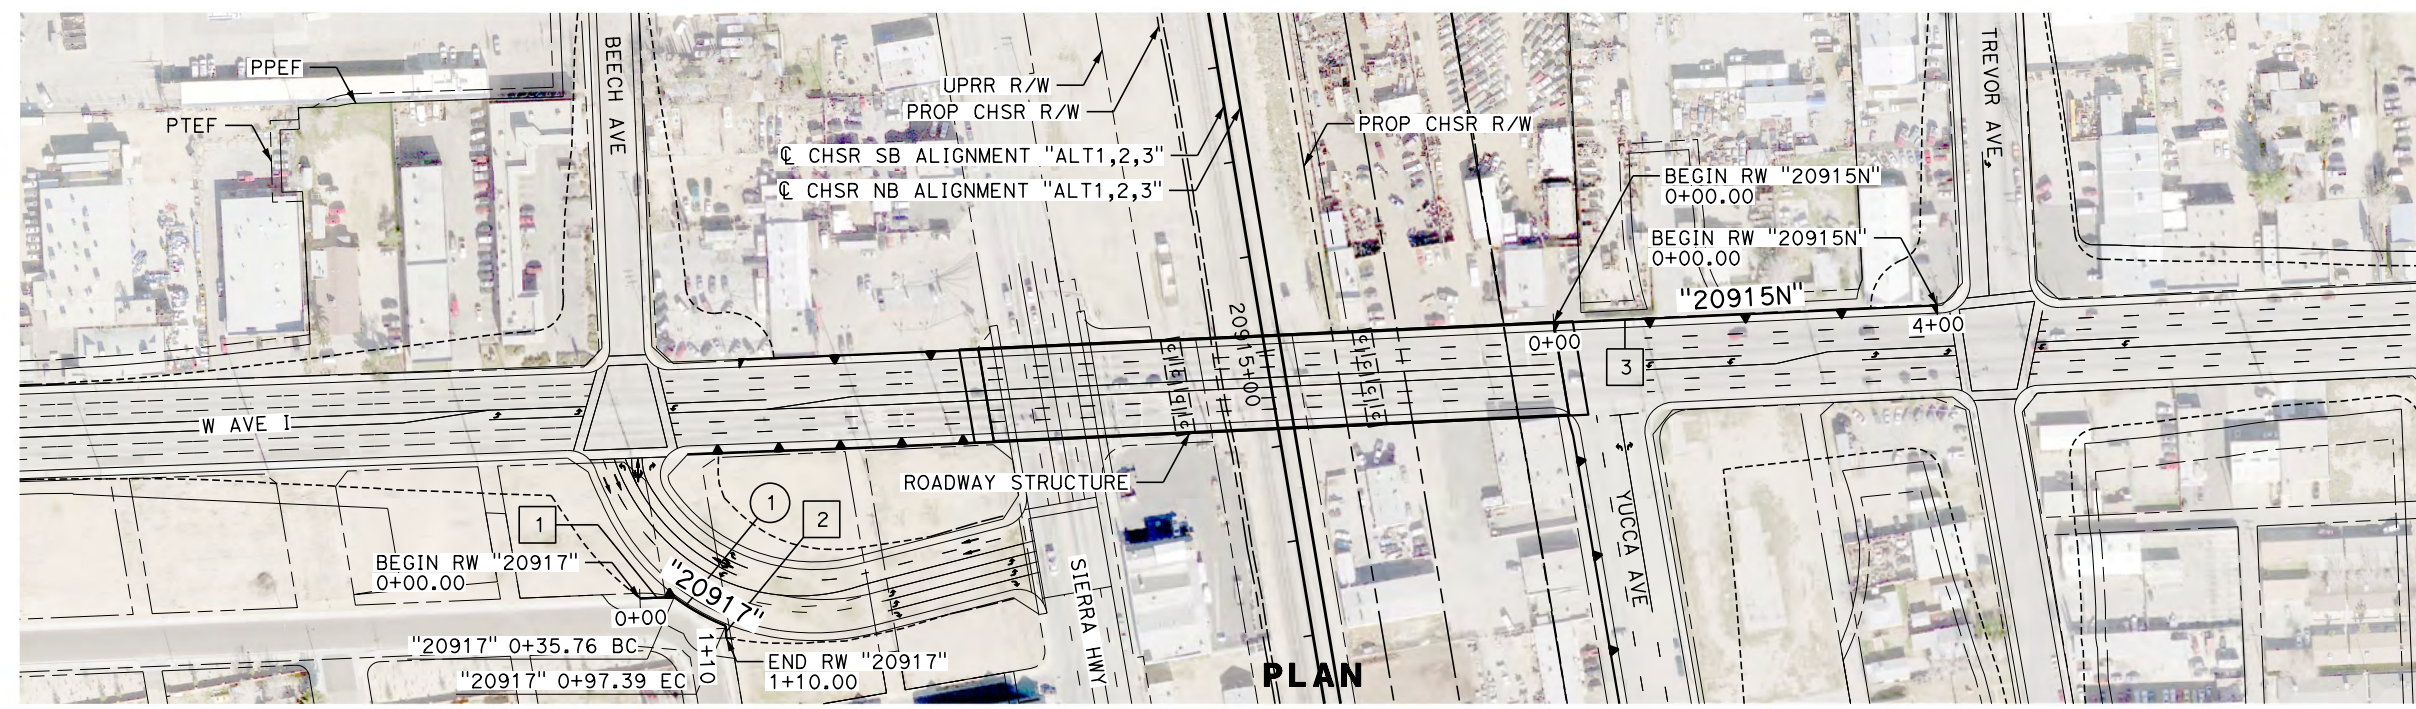 BEECH AVE
TREVOR AVE.
PPEF
PTEF
UPRR R/W
PROP CHSR R/W
PROP CHSR R/W
℄ CHSR SB ALIGNMENT "ALT1,2,3"
℄ CHSR NB ALIGNMENT "ALT1,2,3"
BEGIN RW "20915N"
0+00.00
BEGIN RW "20915N"
0+00.00
"20915N"
4+00
0+00
3
20915+00
C C C C C
C C C C C
W AVE I
ROADWAY STRUCTURE
1
1
2
BEGIN RW "20917"
0+00.00
"20917"
0+00
"20917" 0+35.76 BC
"20917" 0+97.39 EC
1+10
END RW "20917"
1+10.00
SIERRA HWY
YUCCA AVE
PLAN